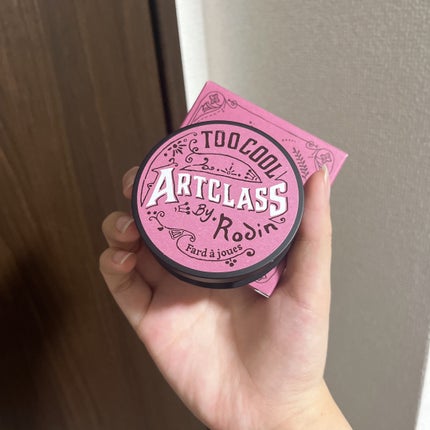 TOOCOOL
ARTCLASS
By. Rodin
Fard à joues